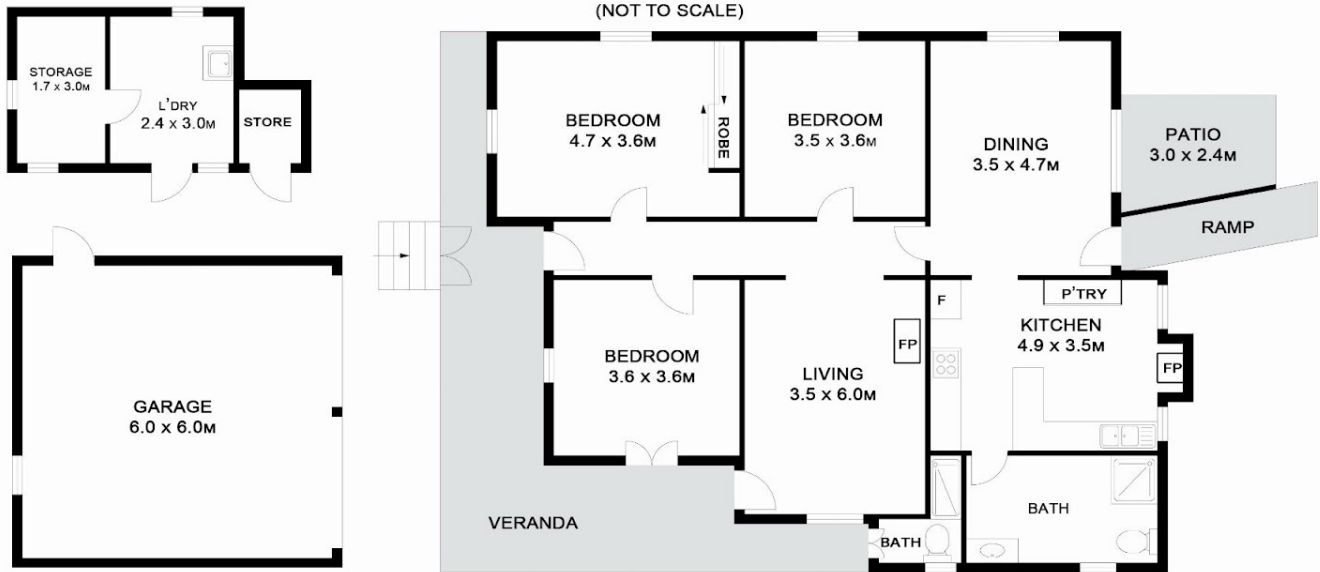 (NOT TO SCALE)
STORAGE
1.7 x 3.0M
L'DRY
2.4 x 3.0M
STORE
BEDROOM
4.7 x 3.6M
ROBE
BEDROOM
3.5 x 3.6M
DINING
3.5 x 4.7M
PATIO
3.0 x 2.4M
RAMP
GARAGE
6.0 x 6.0M
BEDROOM
3.6 x 3.6M
LIVING
3.5 x 6.0M
FP
F
P'TRY
KITCHEN
4.9 x 3.5M
FP
VERANDA
BATH
BATH